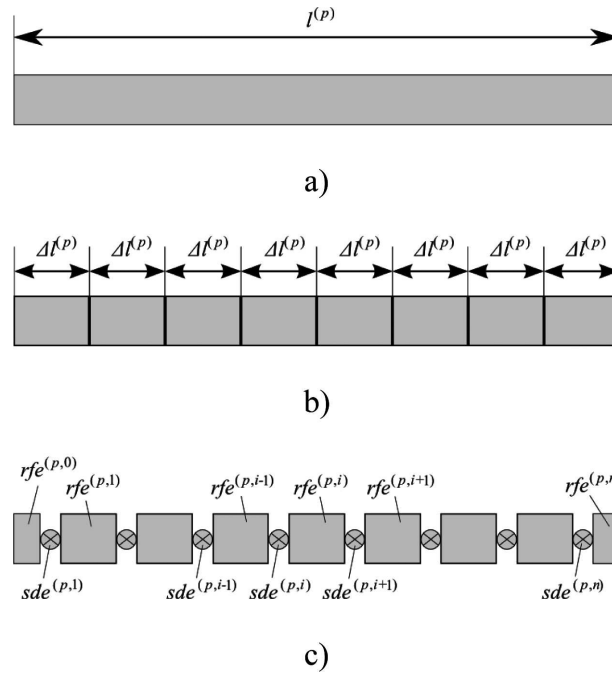 l^(p)
a)
Δl^(p) Δl^(p) Δl^(p) Δl^(p) Δl^(p) Δl^(p) Δl^(p) Δl^(p)
b)
rfe^(p,0) rfe^(p,1) rfe^(p,i-1) rfe^(p,i) rfe^(p,i+1) rfe^(p,n
sde^(p,1) sde^(p,i-1) sde^(p,i) sde^(p,i+1) sde^(p,n)
c)